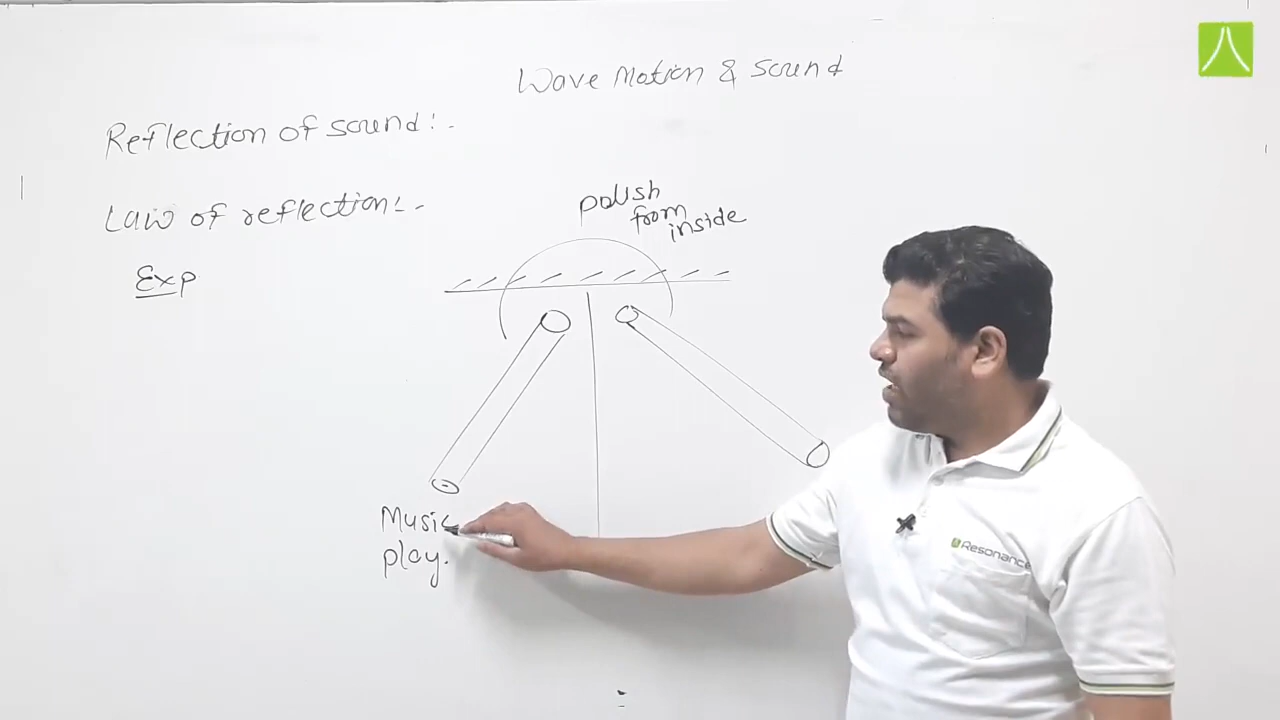 Wave Motion & Sound
Reflection of sound:-
Law of reflection:-
Exp
polish
from
inside
Music
play.
Resonance